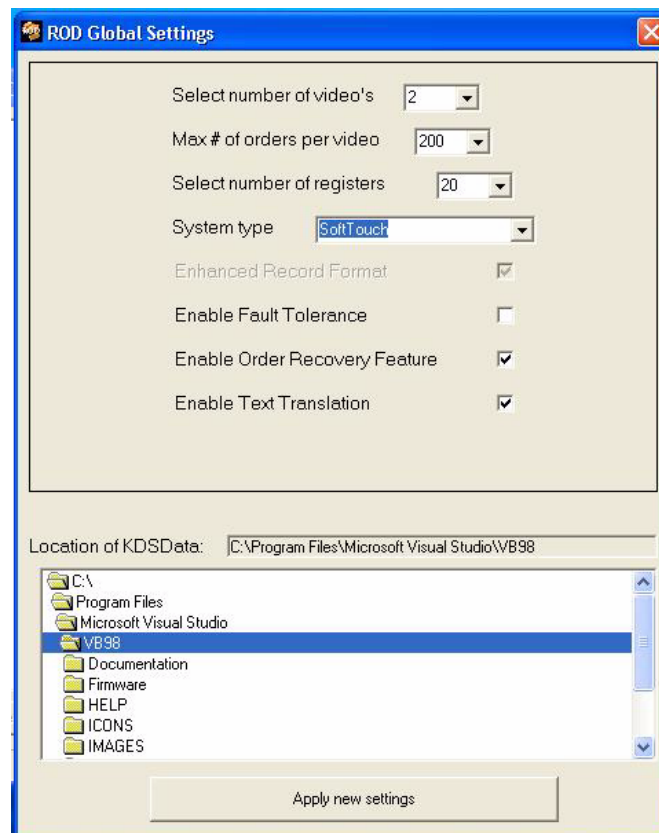 ROD Global Settings
Select number of video's 2
Max # of orders per video 200
Select number of registers 20
System type SoftTouch
Enhanced Record Format
Enable Fault Tolerance
Enable Order Recovery Feature
Enable Text Translation
Location of KDSData: C:\Program Files\Microsoft Visual Studio\VB98
C:\
Program Files
Microsoft Visual Studio
VB98
Documentation
Firmware
HELP
ICONS
IMAGES
Apply new settings